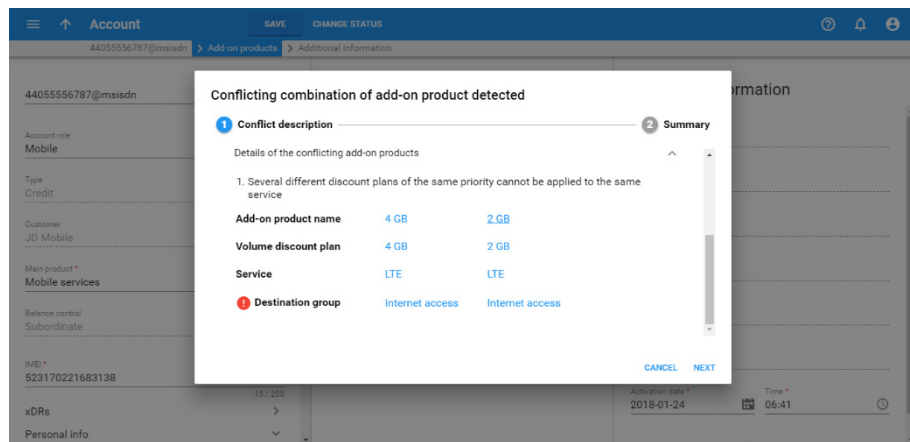 Account SAVE CHANGE STATUS
44055556787@msisdn Add-on products Additional information
44055556787@msisdn
ormation
Account role
Mobile
Type
Credit
Customer
JD Mobile
Main product *
Mobile services
Balance control
Subordinate
IMEI *
523170221683138
15 / 255
xDRs
Personal info
Conflicting combination of add-on product detected
1 Conflict description 2 Summary
Details of the conflicting add-on products
1. Several different discount plans of the same priority cannot be applied to the same
service
Add-on product name 4 GB 2 GB
Volume discount plan 4 GB 2 GB
Service LTE LTE
! Destination group Internet access Internet access
CANCEL NEXT
Activation date * Time *
2018-01-24 06:41